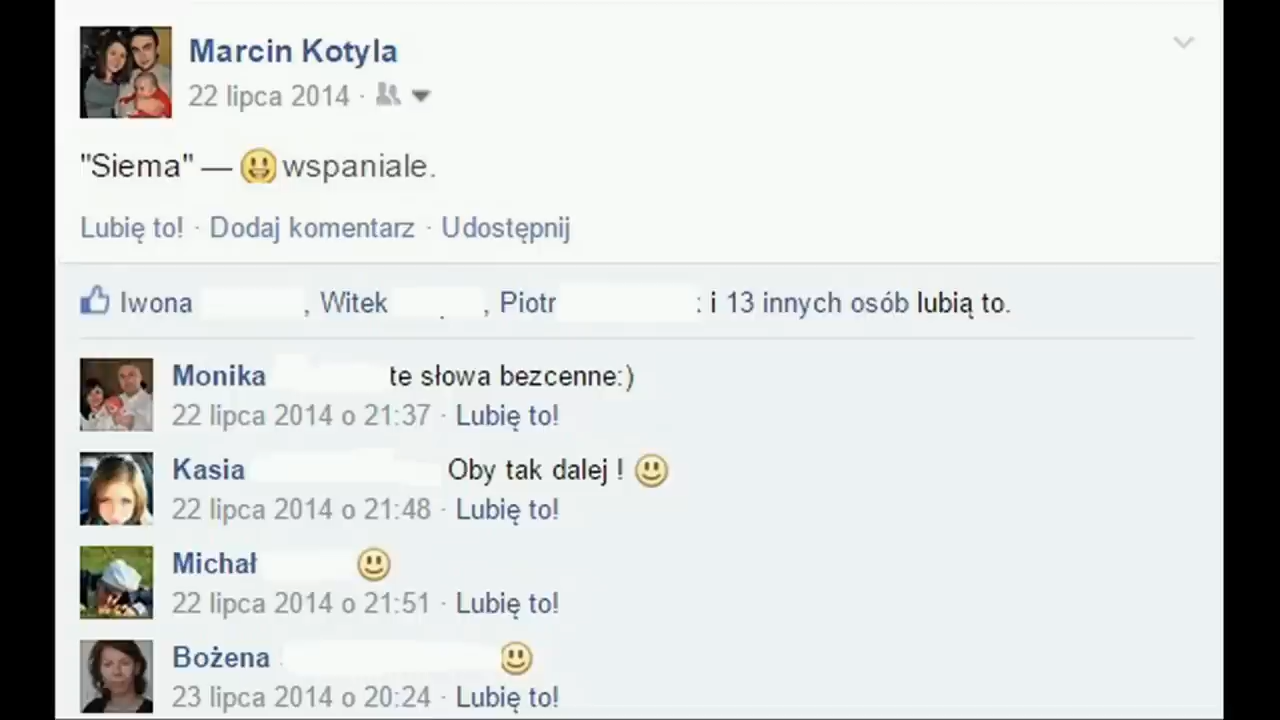 Marcin Kotyla
22 lipca 2014 ·
"Siema" — 😃 wspaniale.
Lubię to! · Dodaj komentarz · Udostępnij
Iwona , Witek , Piotr : i 13 innych osób lubią to.
Monika te słowa bezcenne:)
22 lipca 2014 o 21:37 · Lubię to!
Kasia Oby tak dalej ! 🙂
22 lipca 2014 o 21:48 · Lubię to!
Michał 🙂
22 lipca 2014 o 21:51 · Lubię to!
Bożena 🙂
23 lipca 2014 o 20:24 · Lubię to!